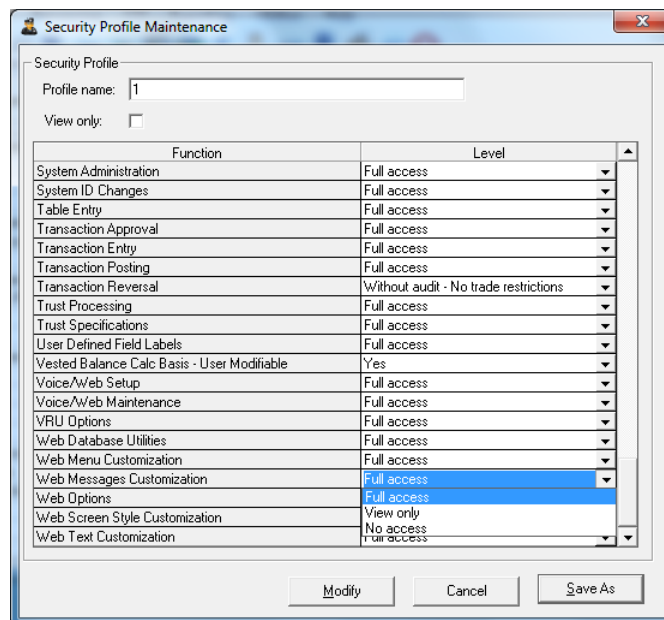 Security Profile Maintenance
X
Security Profile
Profile name: 1
View only:
Function Level
System Administration Full access
System ID Changes Full access
Table Entry Full access
Transaction Approval Full access
Transaction Entry Full access
Transaction Posting Full access
Transaction Reversal Without audit - No trade restrictions
Trust Processing Full access
Trust Specifications Full access
User Defined Field Labels Full access
Vested Balance Calc Basis - User Modifiable Yes
Voice/Web Setup Full access
Voice/Web Maintenance Full access
VRU Options Full access
Web Database Utilities Full access
Web Menu Customization Full access
Web Messages Customization Full access
Web Options Full access
Web Screen Style Customization View only
No access
Web Text Customization Full access
Modify Cancel Save As